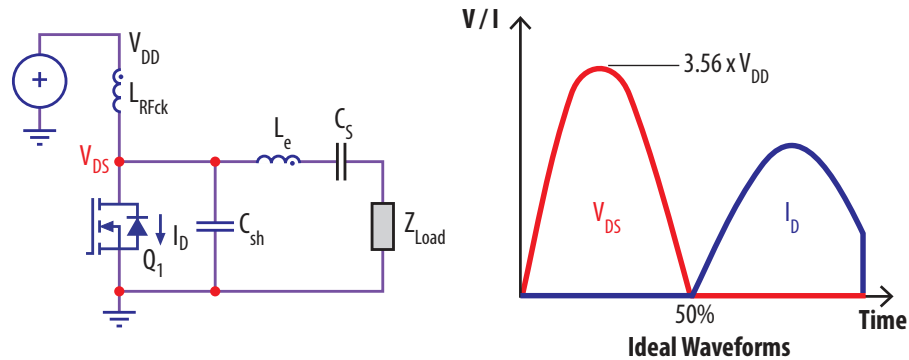 V_DD
L_RFck
V_DS
I_D
Q_1
C_sh
L_e
C_S
Z_Load
V / I
3.56 x V_DD
V_DS
I_D
50%
Time
Ideal Waveforms